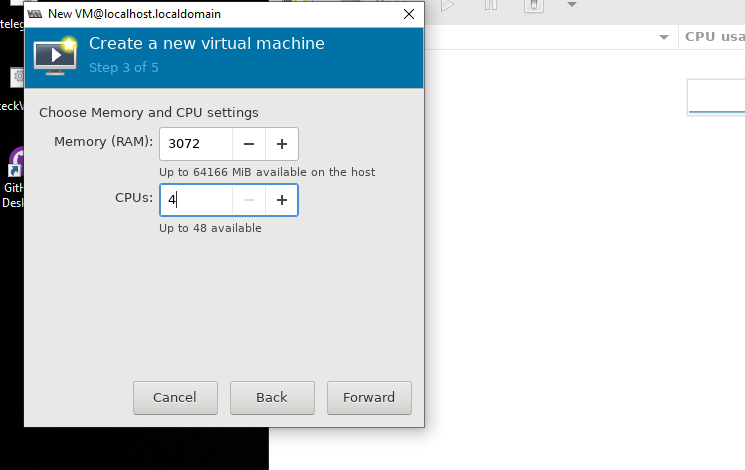 teleg
New VM@localhost.localdomain
Create a new virtual machine
Step 3 of 5
CPU usa
Choose Memory and CPU settings
Memory (RAM): 3072
Up to 64166 MiB available on the host
CPUs: 4
Up to 48 available
teckV
GitH
Desk
Cancel
Back
Forward